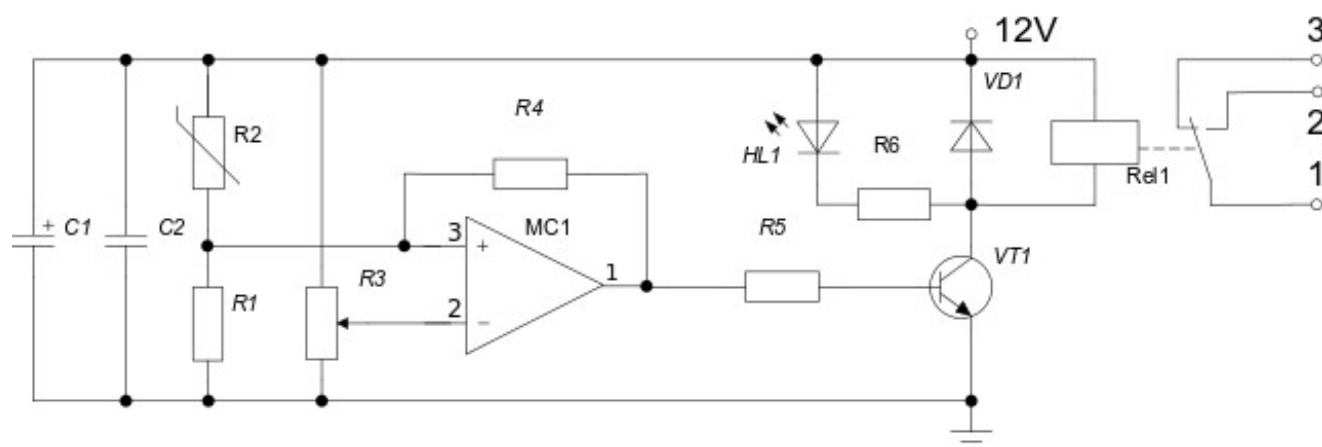 12V
3
VD1
R4
R2
2
HL1
R6
Rel1
1
+
C1
C2
3
+
MC1
R5
VT1
1
R3
R1
2
−